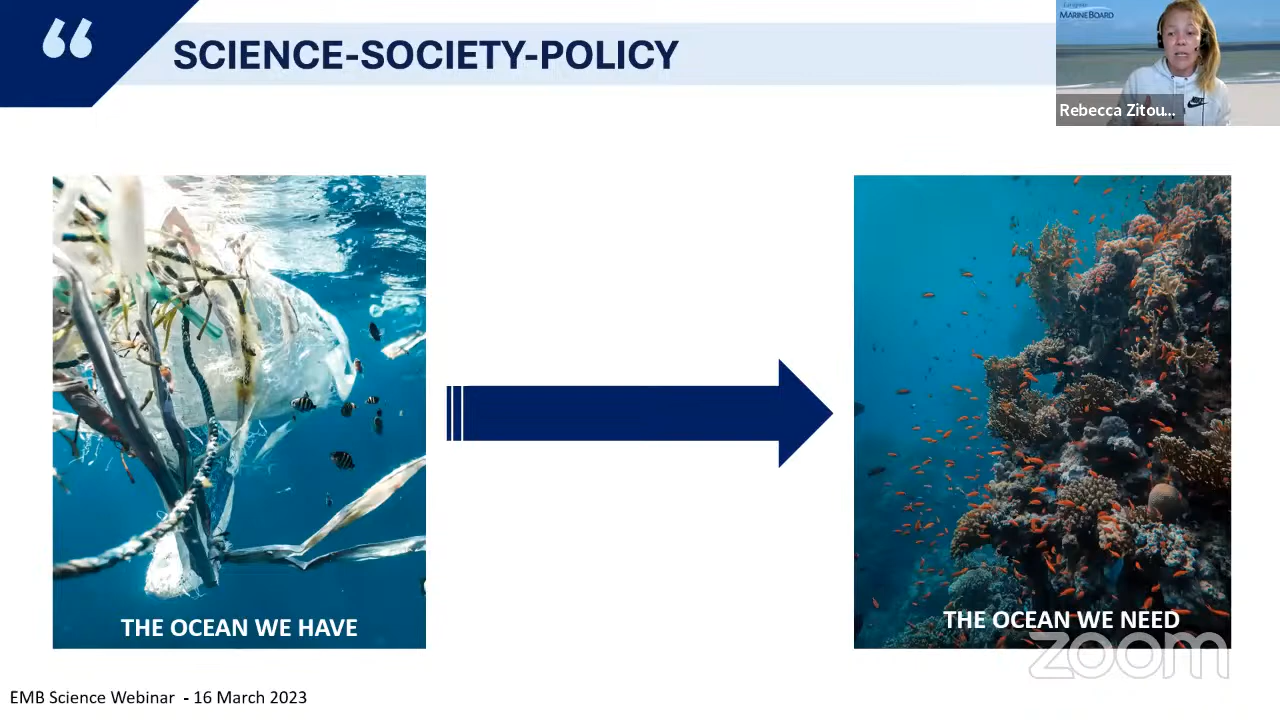 SCIENCE-SOCIETY-POLICY
MARINE BOARD
Rebecca Zitou...
THE OCEAN WE HAVE
THE OCEAN WE NEED
zoom
EMB Science Webinar - 16 March 2023